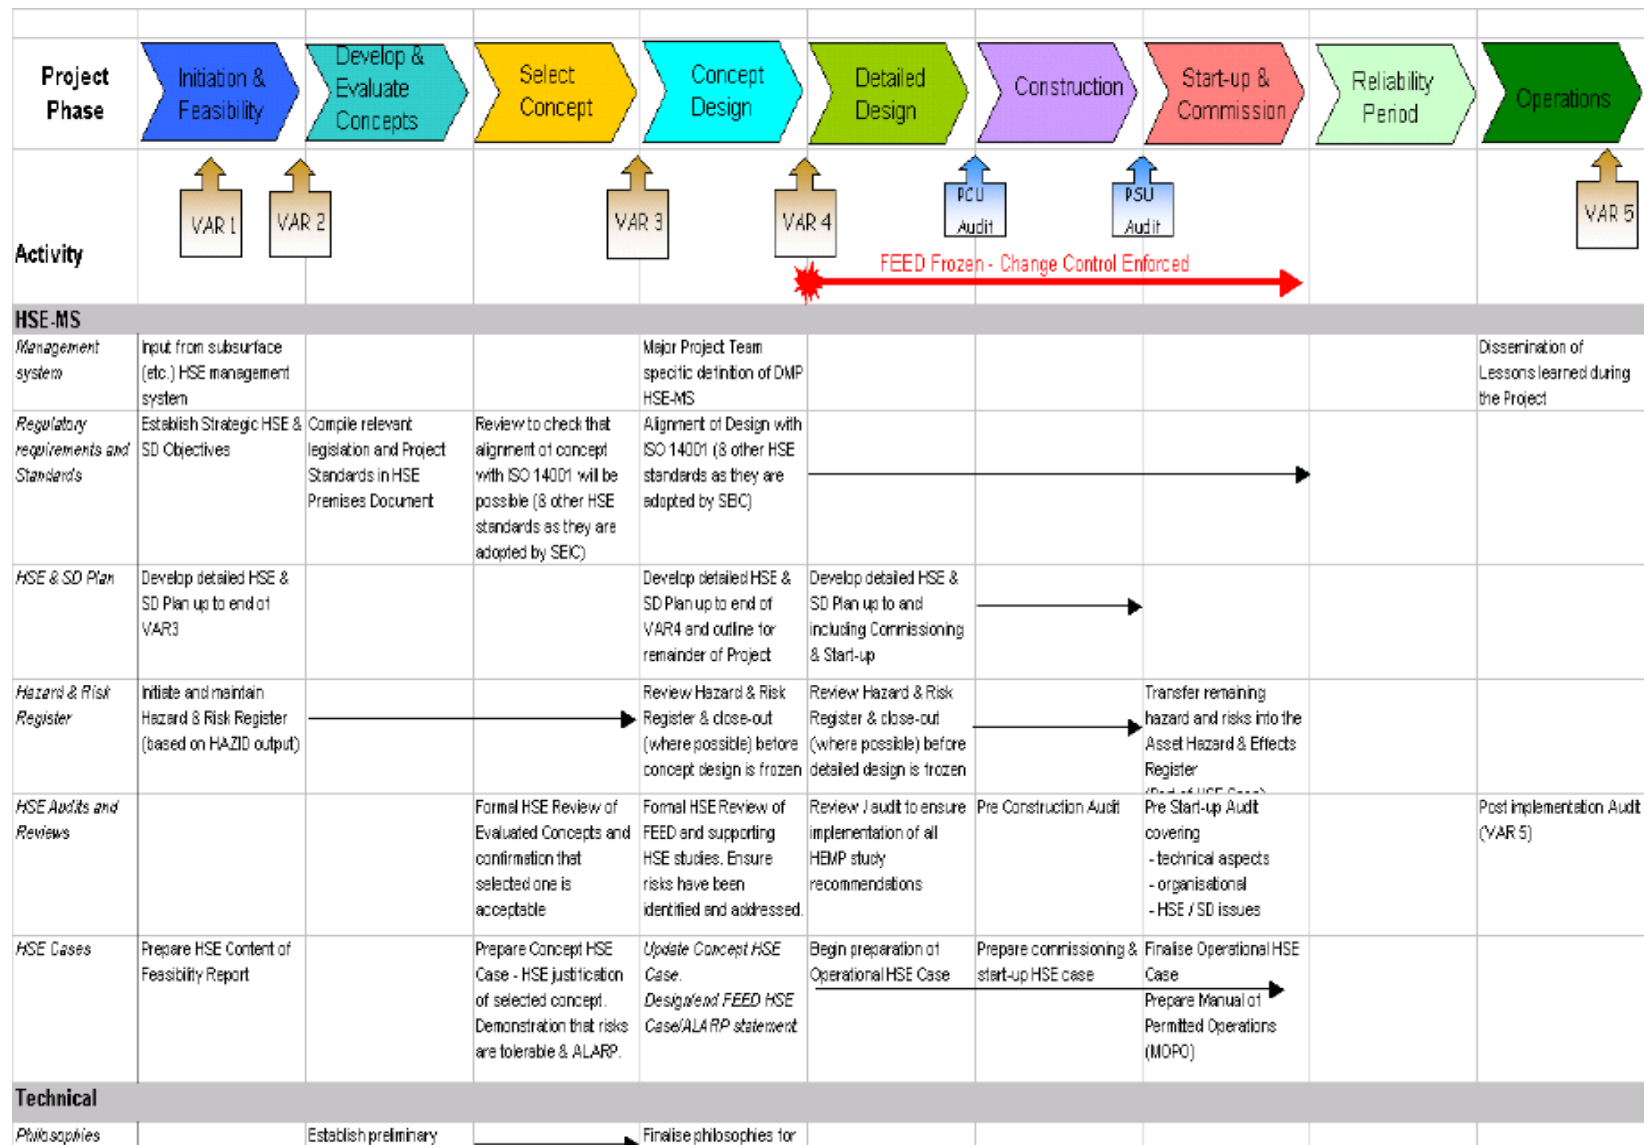 Project
Phase
Initiation &
Feasibility
Develop &
Evaluate
Concepts
Select
Concept
Concept
Design
Detailed
Design
Construction
Start-up &
Commission
Reliability
Period
Operations
Activity
VAR 1
VAR 2
VAR 3
VAR 4
PCU
Audit
PSU
Audit
VAR 5
FEED Frozen - Change Control Enforced
HSE-MS
Management
system
Input from subsurface
(etc.) HSE management
system
Major Project Team
specific definition of DMP
HSE-MS
Dissemination of
Lessons learned during
the Project
Regulatory
requirements and
Standards
Establish Strategic HSE &
SD Objectives
Compile relevant
legislation and Project
Standards in HSE
Premises Document
Review to check that
alignment of concept
with ISO 14001 will be
possible (& other HSE
standards as they are
adopted by SEIC)
Alignment of Design with
ISO 14001 (& other HSE
standards as they are
adopted by SEIC)
HSE & SD Plan
Develop detailed HSE &
SD Plan up to end of
VAR3
Develop detailed HSE &
SD Plan up to end of
VAR4 and outline for
remainder of Project
Develop detailed HSE &
SD Plan up to and
including Commissioning
& Start-up
Hazard & Risk
Register
Initiate and maintain
Hazard & Risk Register
(based on HAZID output)
Review Hazard & Risk
Register & close-out
(where possible) before
concept design is frozen
Review Hazard & Risk
Register & close-out
(where possible) before
detailed design is frozen
Transfer remaining
hazard and risks into the
Asset Hazard & Effects
Register
(Part of HSE Case)
HSE Audits and
Reviews
Formal HSE Review of
Evaluated Concepts and
confirmation that
selected one is
acceptable
Formal HSE Review of
FEED and supporting
HSE studies. Ensure
risks have been
identified and addressed.
Review / audit to ensure
implementation of all
HEMP study
recommendations
Pre Construction Audit
Pre Start-up Audit
covering
- technical aspects
- organisational
- HSE / SD issues
Post implementation Audit
(VAR 5)
HSE Cases
Prepare HSE Content of
Feasibility Report
Prepare Concept HSE
Case - HSE justification
of selected concept.
Demonstration that risks
are tolerable & ALARP.
Update Concept HSE
Case.
Design/end FEED HSE
Case/ALARP statement
Begin preparation of
Operational HSE Case
Prepare commissioning &
start-up HSE case
Finalise Operational HSE
Case
Prepare Manual of
Permitted Operations
(MOPO)
Technical
Philosophies
Establish preliminary
Finalise philosophies for